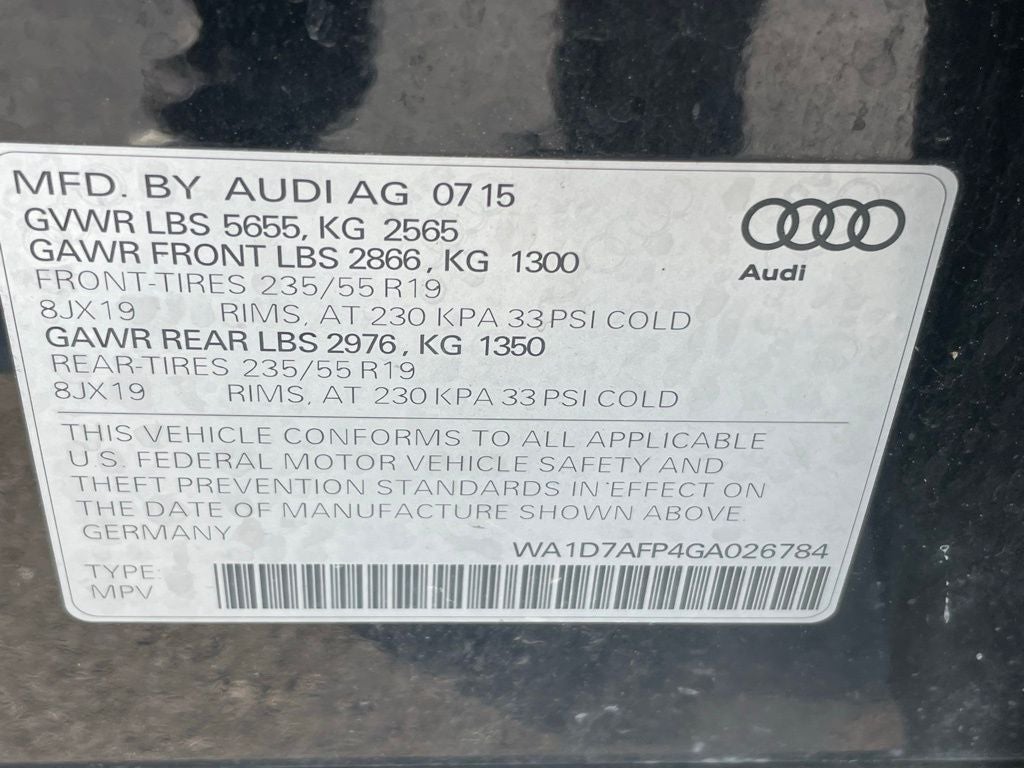 MFD. BY AUDI AG 07 15
GVWR LBS 5655, KG 2565
GAWR FRONT LBS 2866, KG 1300
FRONT-TIRES 235/55 R19
8JX19 RIMS, AT 230 KPA 33 PSI COLD
GAWR REAR LBS 2976, KG 1350
REAR-TIRES 235/55 R19
8JX19 RIMS, AT 230 KPA 33 PSI COLD
Audi
THIS VEHICLE CONFORMS TO ALL APPLICABLE
U.S. FEDERAL MOTOR VEHICLE SAFETY AND
THEFT PREVENTION STANDARDS IN EFFECT ON
THE DATE OF MANUFACTURE SHOWN ABOVE.
GERMANY
WA1D7AFP4GA026784
TYPE:
MPV